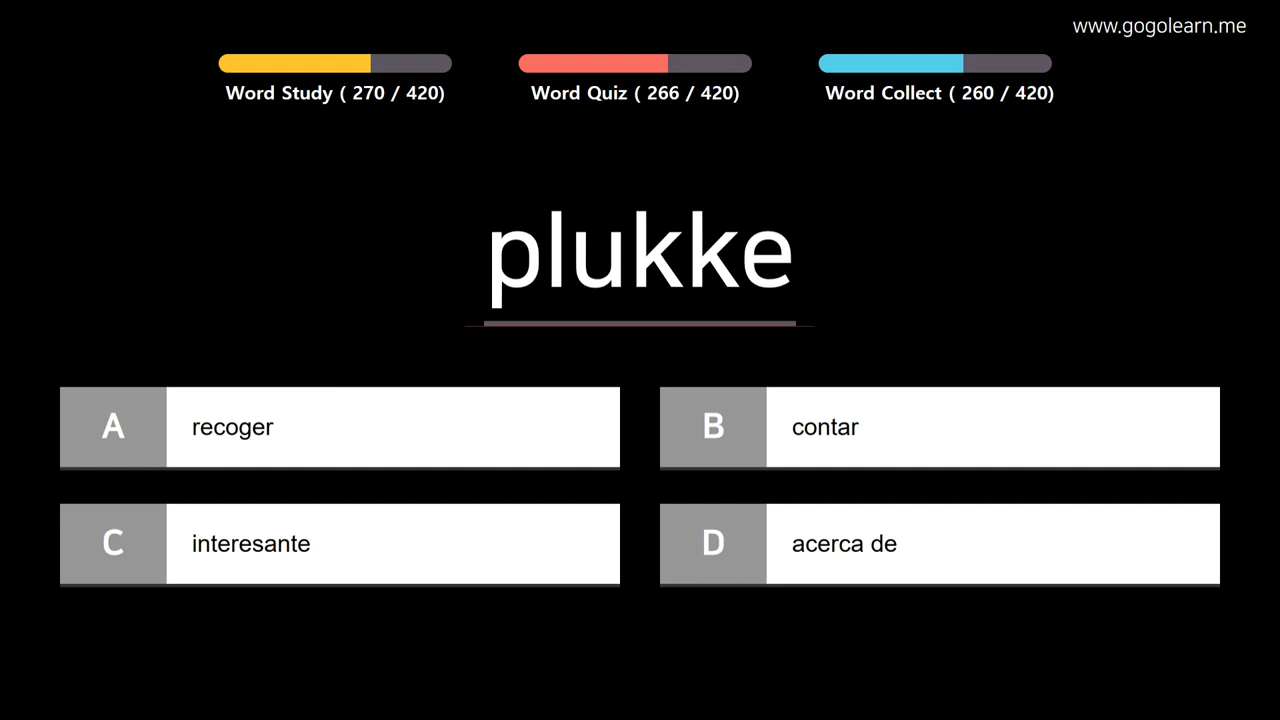 www.gogolearn.me
Word Study ( 270 / 420)
Word Quiz ( 266 / 420)
Word Collect ( 260 / 420)
plukke
A recoger
B contar
C interesante
D acerca de